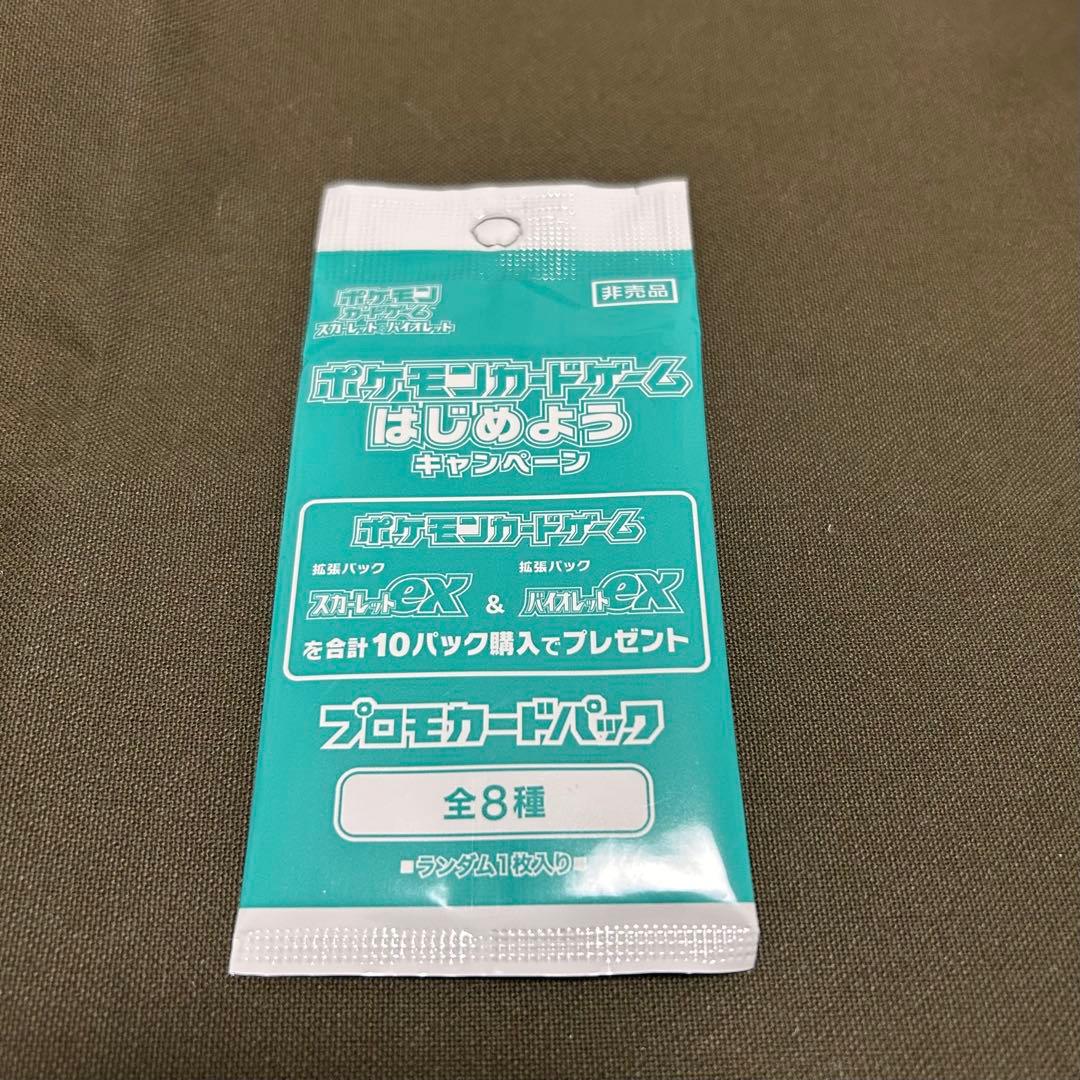 ポケモン
カードゲーム
スカーレット&バイオレット
非売品
ポケモンカードゲーム
はじめよう
キャンペーン
ポケモンカードゲーム™
拡張パック 拡張パック
スカーレットex & バイオレットex
を合計10パック購入でプレゼント
プロモカードパック
全8種
■ランダム1枚入り■